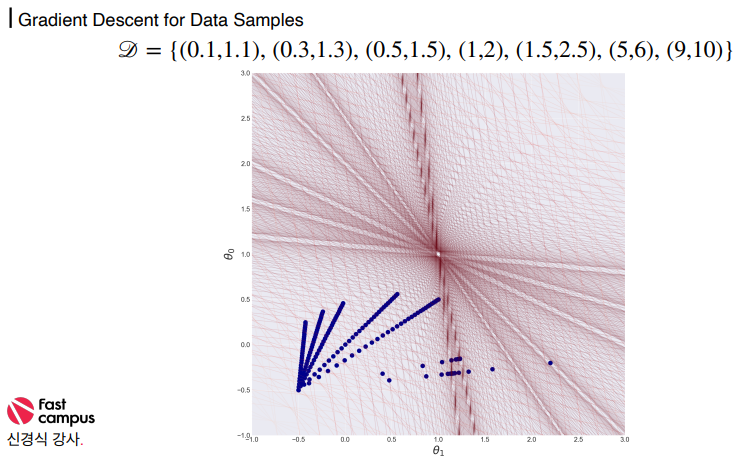 Gradient Descent for Data Samples
𝒟 = {(0.1,1.1), (0.3,1.3), (0.5,1.5), (1,2), (1.5,2.5), (5,6), (9,10)}
3.0
2.5
2.0
1.5
1.0
0.5
0.0
−0.5
−1.0
θ₀
−1.0 −0.5 0.0 0.5 1.0 1.5 2.0 2.5 3.0
θ₁
Fast
campus
신경식 강사.